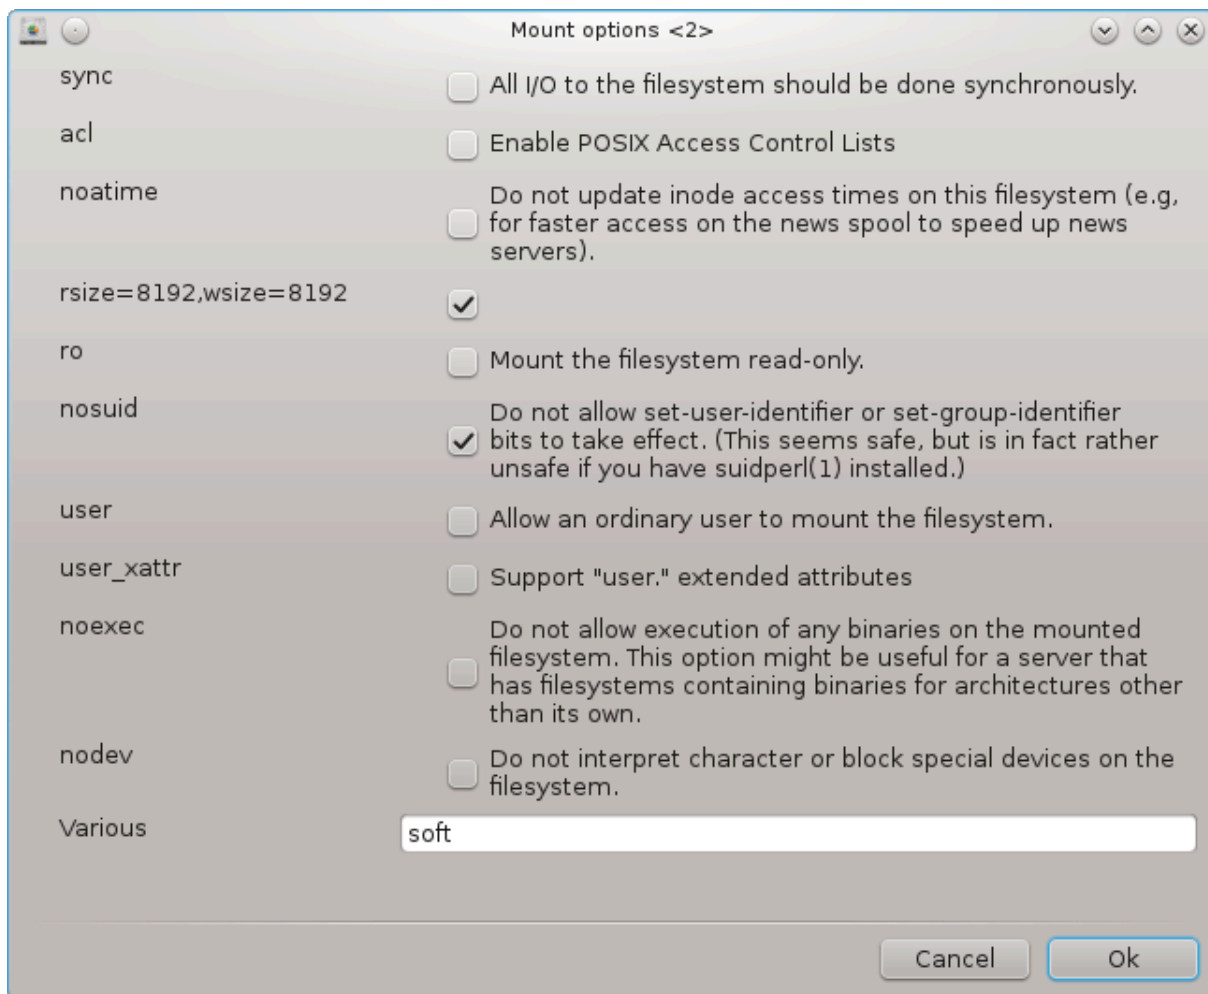 Mount options <2>
sync
All I/O to the filesystem should be done synchronously.
acl
Enable POSIX Access Control Lists
noatime
Do not update inode access times on this filesystem (e.g,
for faster access on the news spool to speed up news
servers).
rsize=8192,wsize=8192
ro
Mount the filesystem read-only.
nosuid
Do not allow set-user-identifier or set-group-identifier
bits to take effect. (This seems safe, but is in fact rather
unsafe if you have suidperl(1) installed.)
user
Allow an ordinary user to mount the filesystem.
user_xattr
Support "user." extended attributes
noexec
Do not allow execution of any binaries on the mounted
filesystem. This option might be useful for a server that
has filesystems containing binaries for architectures other
than its own.
nodev
Do not interpret character or block special devices on the
filesystem.
Various
soft
Cancel
Ok